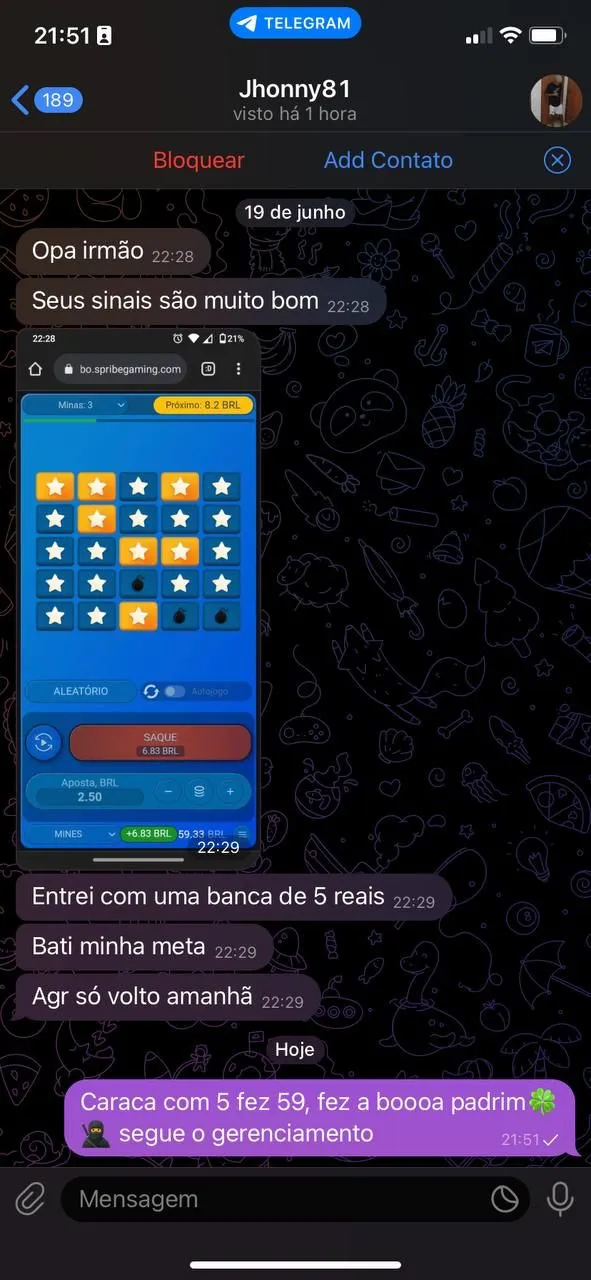 21:51
TELEGRAM
189
Jhonny81
visto há 1 hora
Bloquear
Add Contato
19 de junho
Opa irmão 22:28
Seus sinais são muito bom 22:28
22:28
21%
bo.spribegaming.com
:D
Minas: 3
Próximo: 8.2 BRL
ALEATÓRIO
Autojogo
SAQUE
6.83 BRL
Aposta, BRL
2.50
MINES
+6.83 BRL
59.33 BRL
22:29
Entrei com uma banca de 5 reais 22:29
Bati minha meta 22:29
Agr só volto amanhã 22:29
Hoje
Caraca com 5 fez 59, fez a boooa padrim🍀
🥷 segue o gerenciamento 21:51
Mensagem